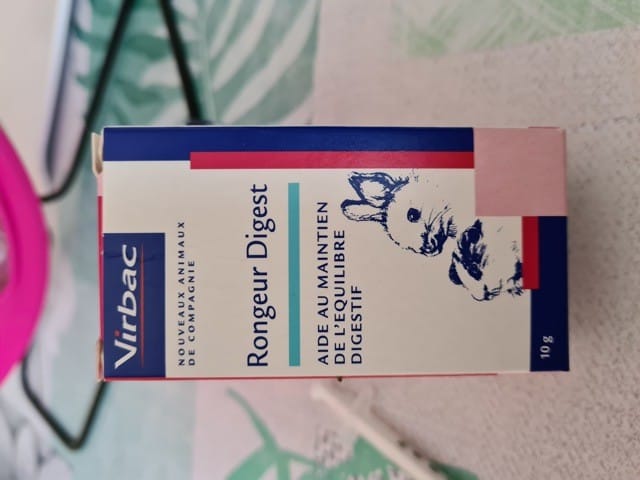 Virbac
NOUVEAUX ANIMAUX
DE COMPAGNIE
Rongeur Digest
AIDE AU MAINTIEN
DE L'EQUILIBRE
DIGESTIF
10 g